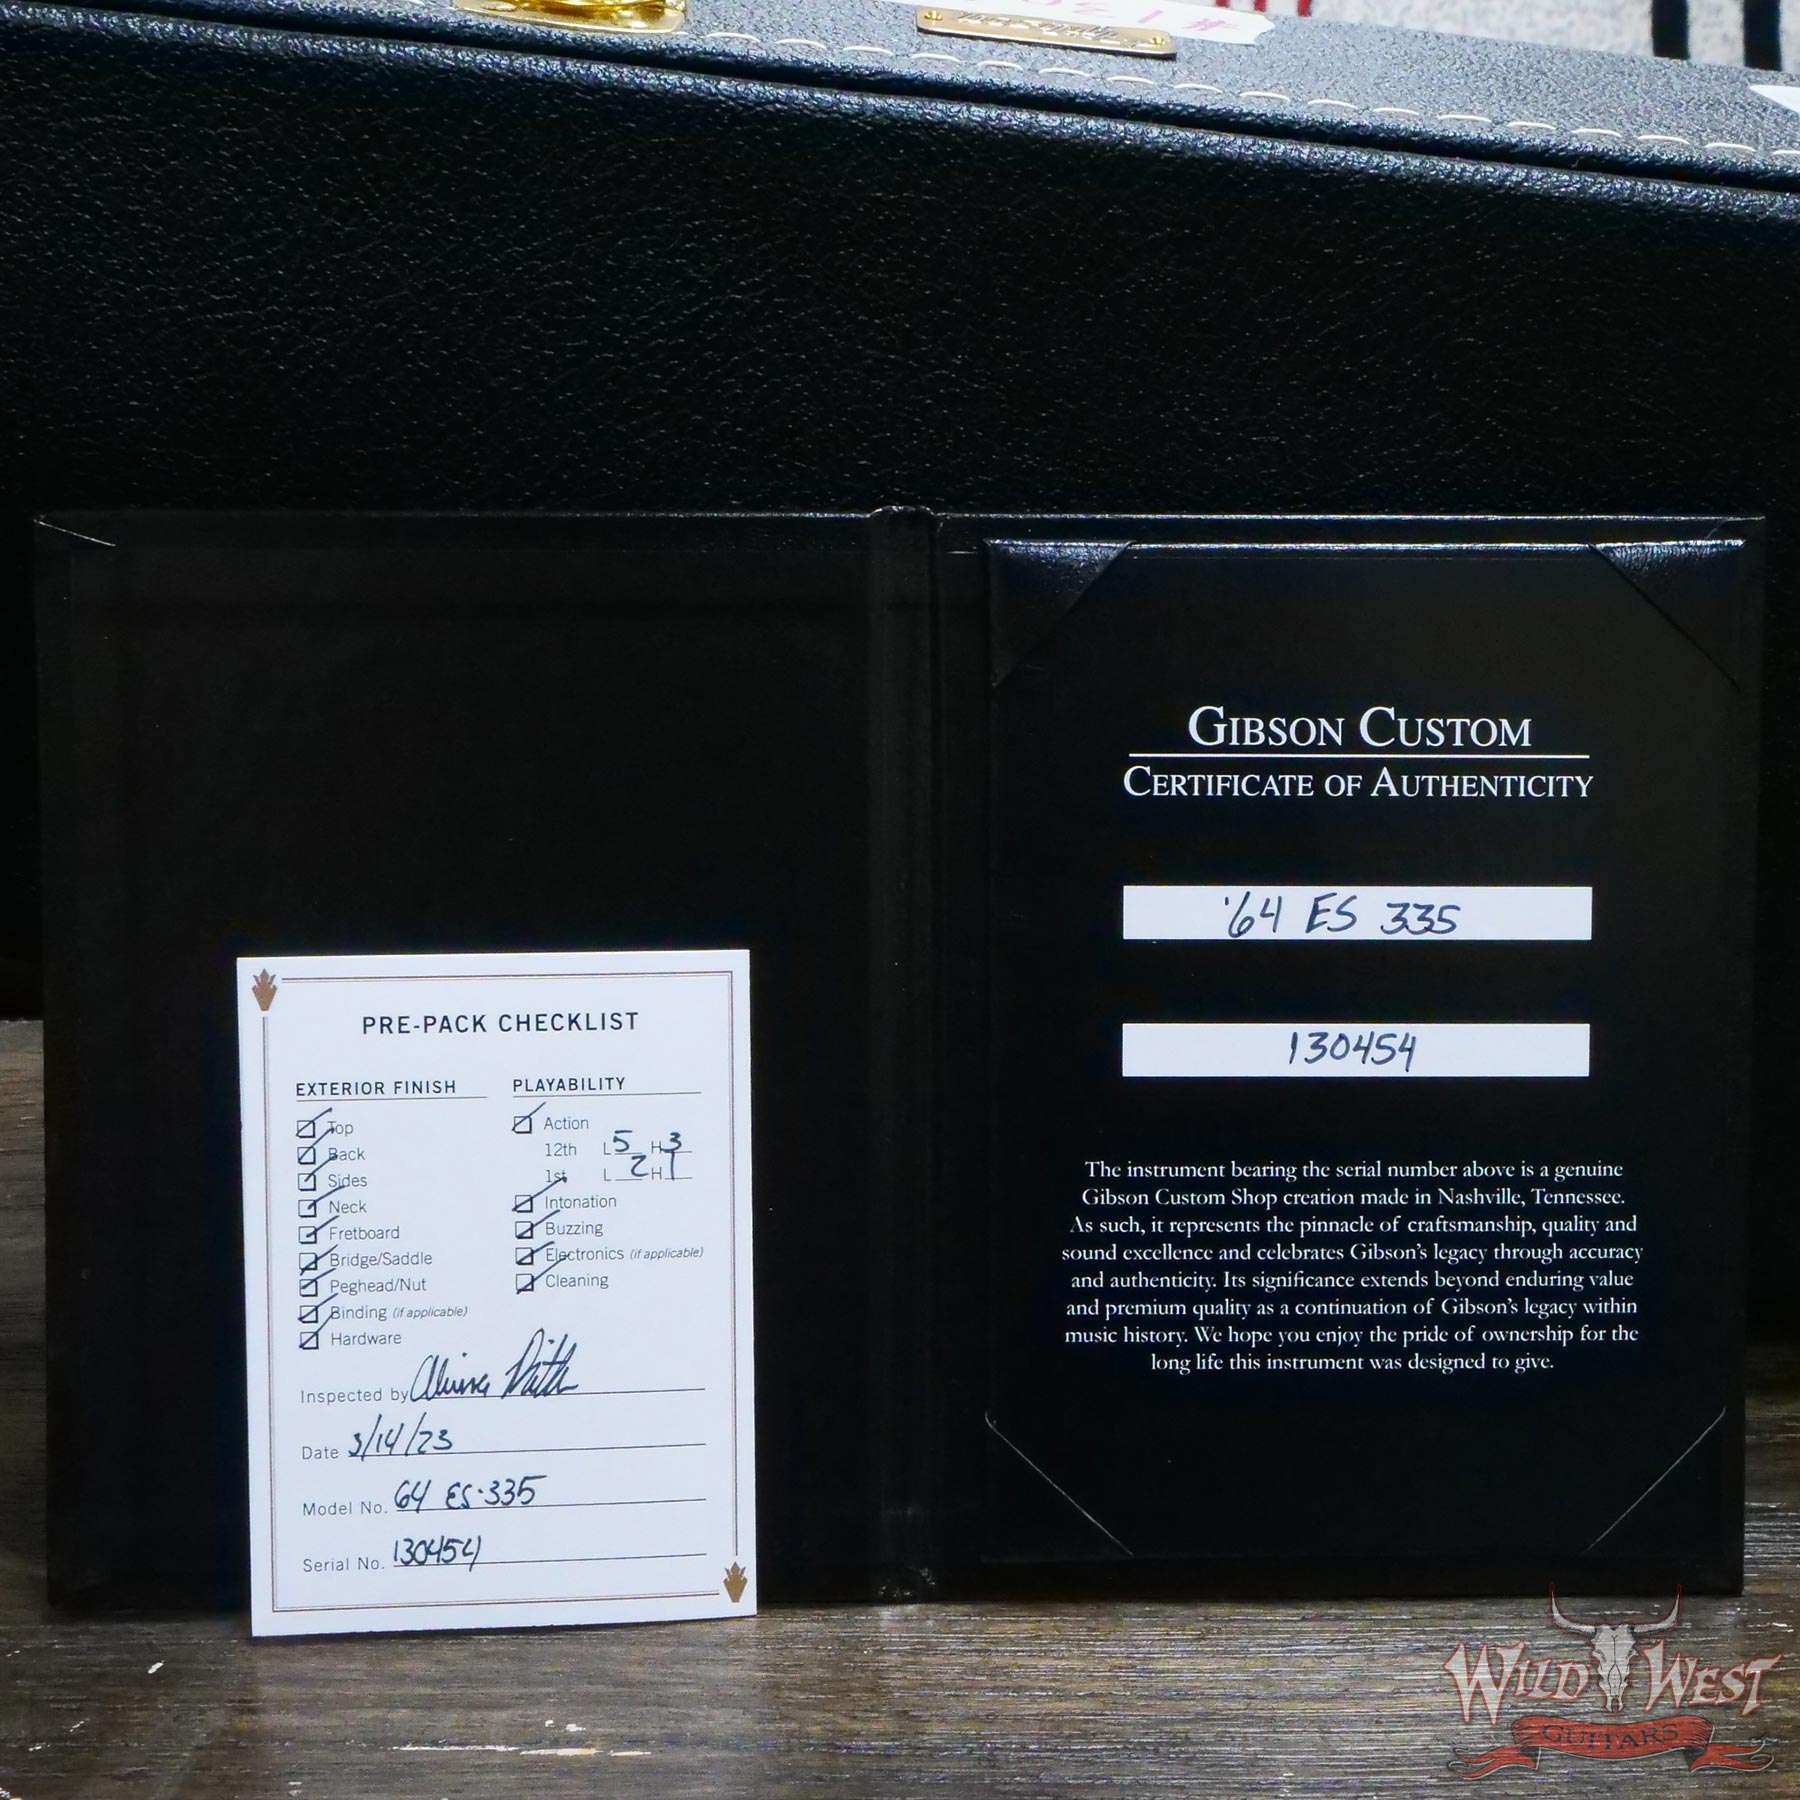 PRE-PACK CHECKLIST
EXTERIOR FINISH
Top
Back
Sides
Neck
Fretboard
Bridge/Saddle
Peghead/Nut
Binding (if applicable)
Hardware
PLAYABILITY
Action
12th L 5 H 3
1st L 2 H 1
Intonation
Buzzing
Electronics (if applicable)
Cleaning
Inspected by
Date 3/14/23
Model No. 64 ES-335
Serial No. 130454
GIBSON CUSTOM
CERTIFICATE OF AUTHENTICITY
'64 ES 335
130454
The instrument bearing the serial number above is a genuine
Gibson Custom Shop creation made in Nashville, Tennessee.
As such, it represents the pinnacle of craftsmanship, quality and
sound excellence and celebrates Gibson's legacy through accuracy
and authenticity. Its significance extends beyond enduring value
and premium quality as a continuation of Gibson's legacy within
music history. We hope you enjoy the pride of ownership for the
long life this instrument was designed to give.
WILD WEST
GUITARS